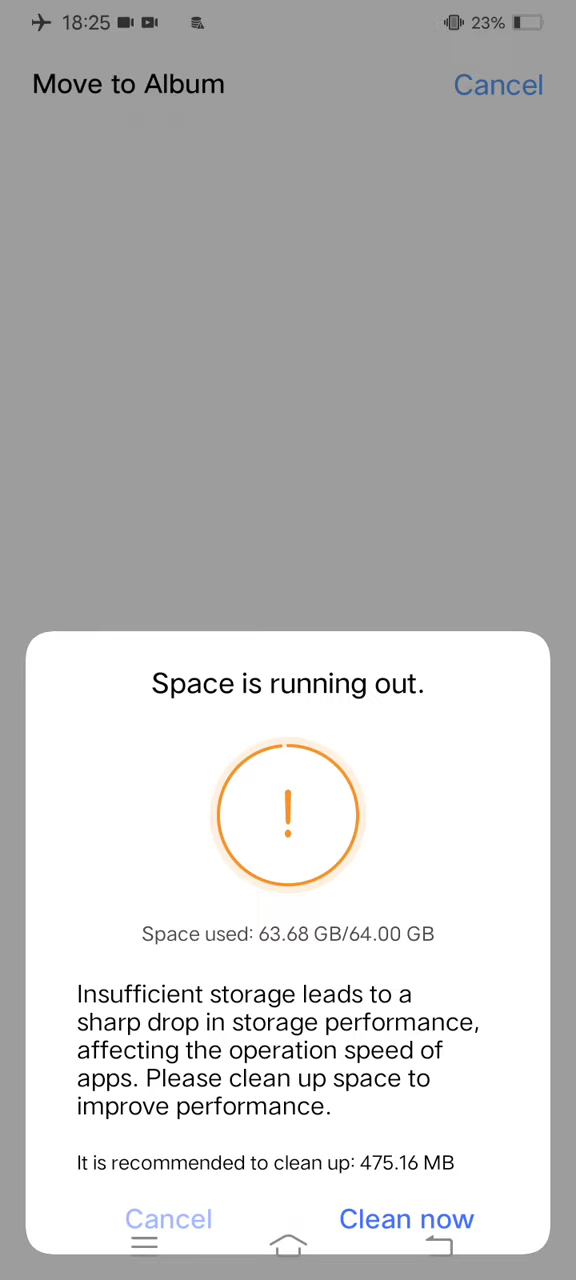 18:25
23%
Move to Album
Cancel
Space is running out.
Space used: 63.68 GB/64.00 GB
Insufficient storage leads to a
sharp drop in storage performance,
affecting the operation speed of
apps. Please clean up space to
improve performance.
It is recommended to clean up: 475.16 MB
Cancel
Clean now